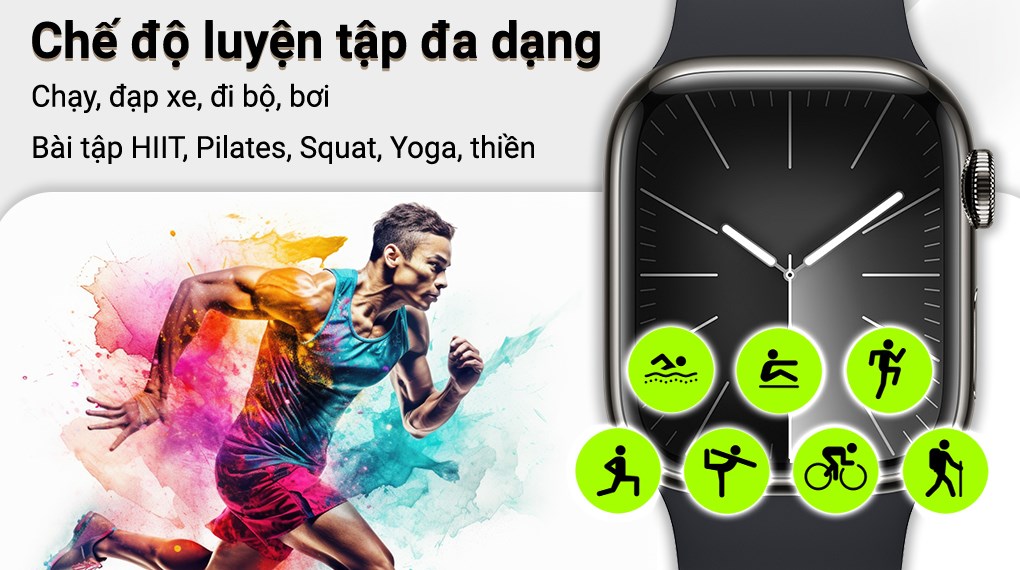 Chế độ luyện tập đa dạng
Chạy, đạp xe, đi bộ, bơi
Bài tập HIIT, Pilates, Squat, Yoga, thiền